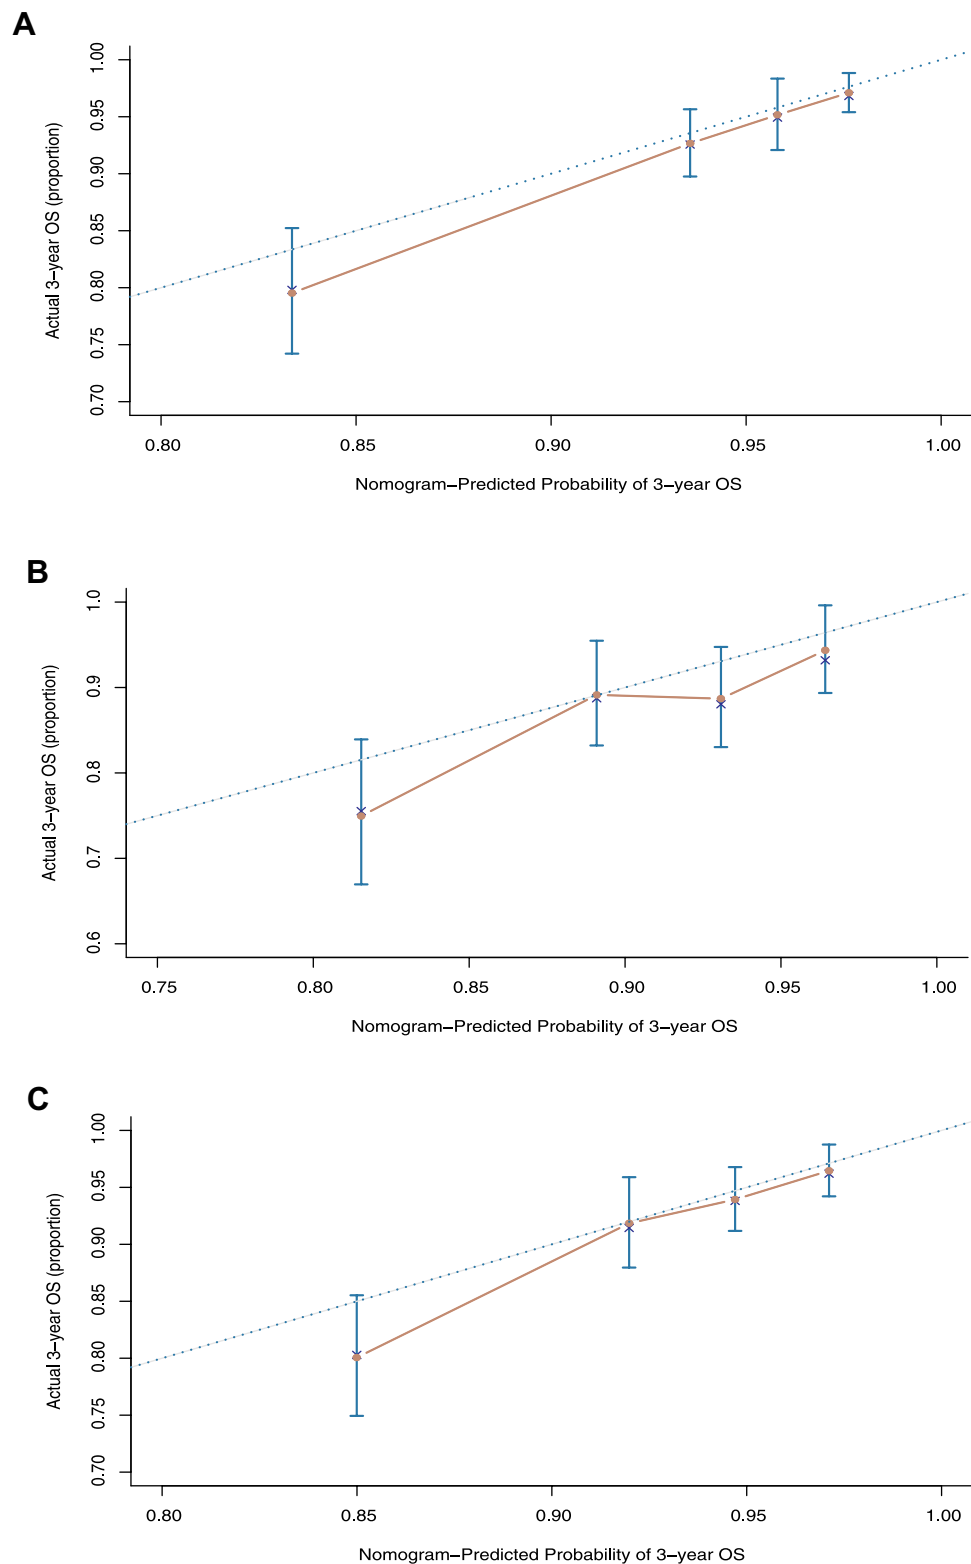 A
Actual 3−year OS (proportion)
1.00
0.95
0.90
0.85
0.80
0.75
0.70
0.80 0.85 0.90 0.95 1.00
Nomogram−Predicted Probability of 3−year OS
B
Actual 3−year OS (proportion)
1.0
0.9
0.8
0.7
0.6
0.75 0.80 0.85 0.90 0.95 1.00
Nomogram−Predicted Probability of 3−year OS
C
Actual 3−year OS (proportion)
1.00
0.95
0.90
0.85
0.80
0.75
0.70
0.80 0.85 0.90 0.95 1.00
Nomogram−Predicted Probability of 3−year OS